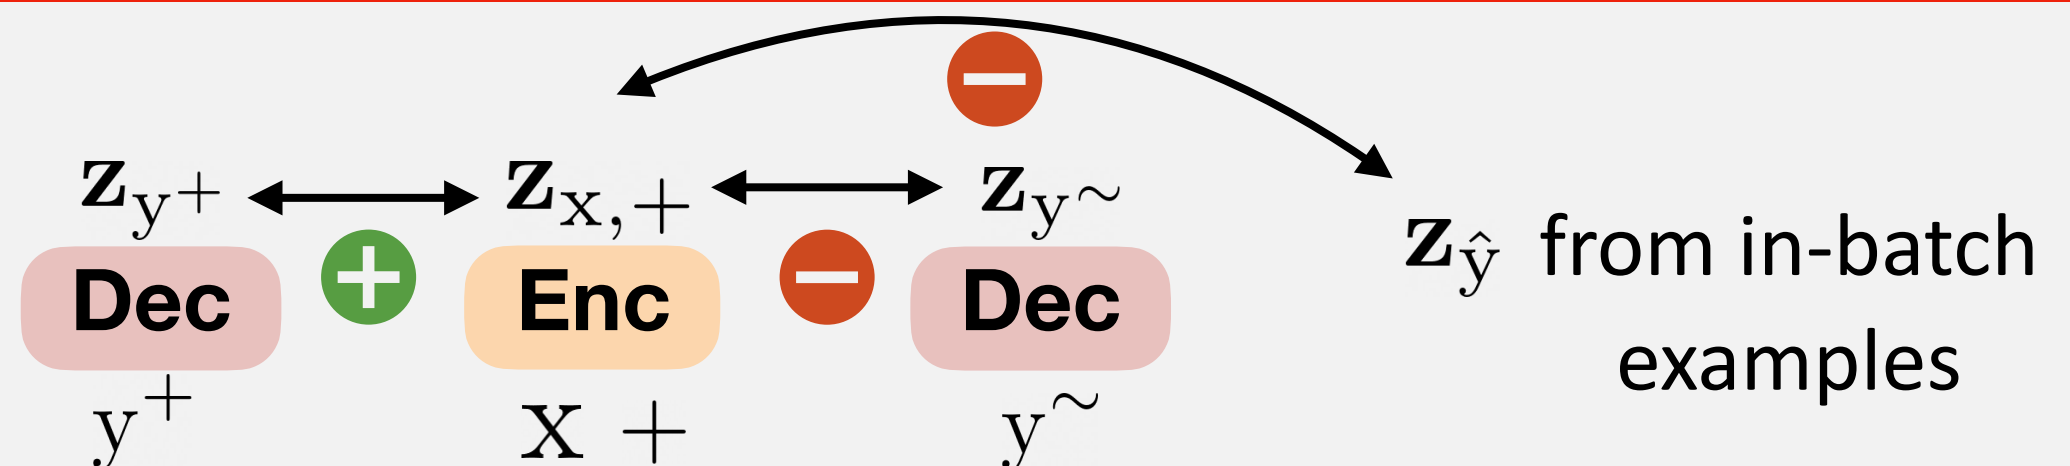 z_{y^+} z_{x,+} z_{y^~}
z_ŷ from in-batch
Dec + Enc − Dec
examples
y^+ x + y^~